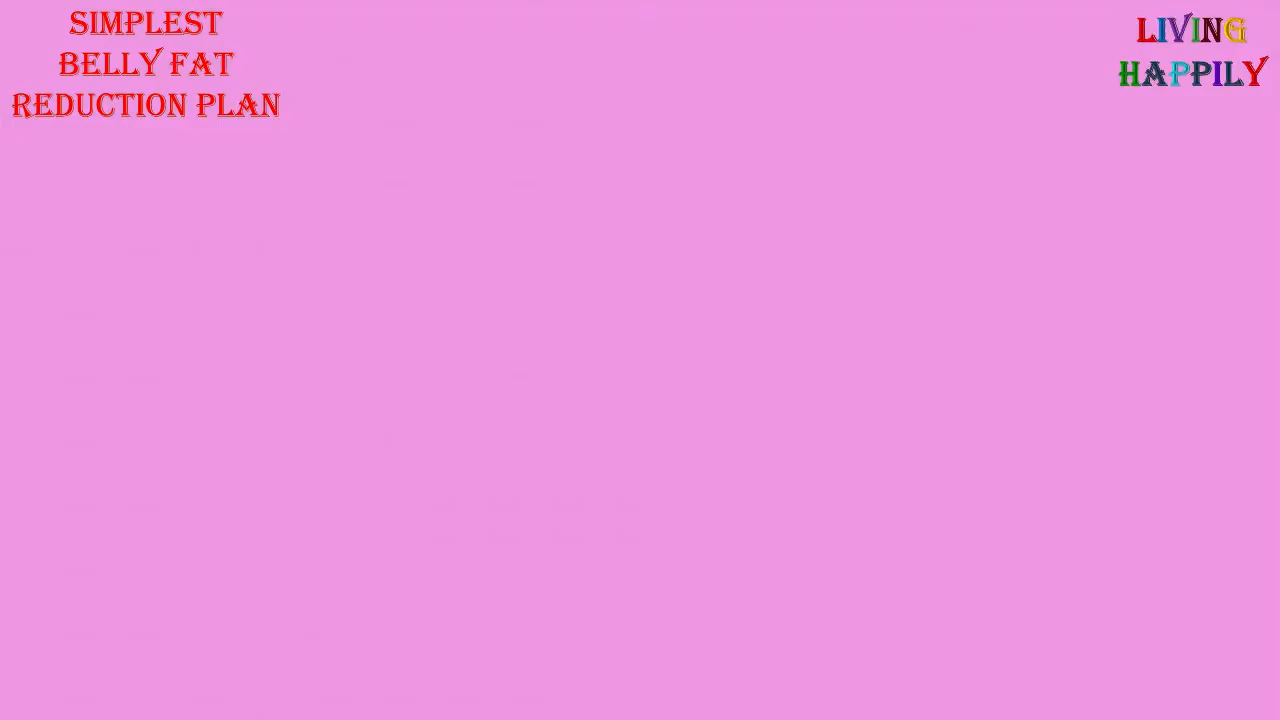 SIMPLEST
BELLY FAT
REDUCTION PLAN
LIVING
HAPPILY